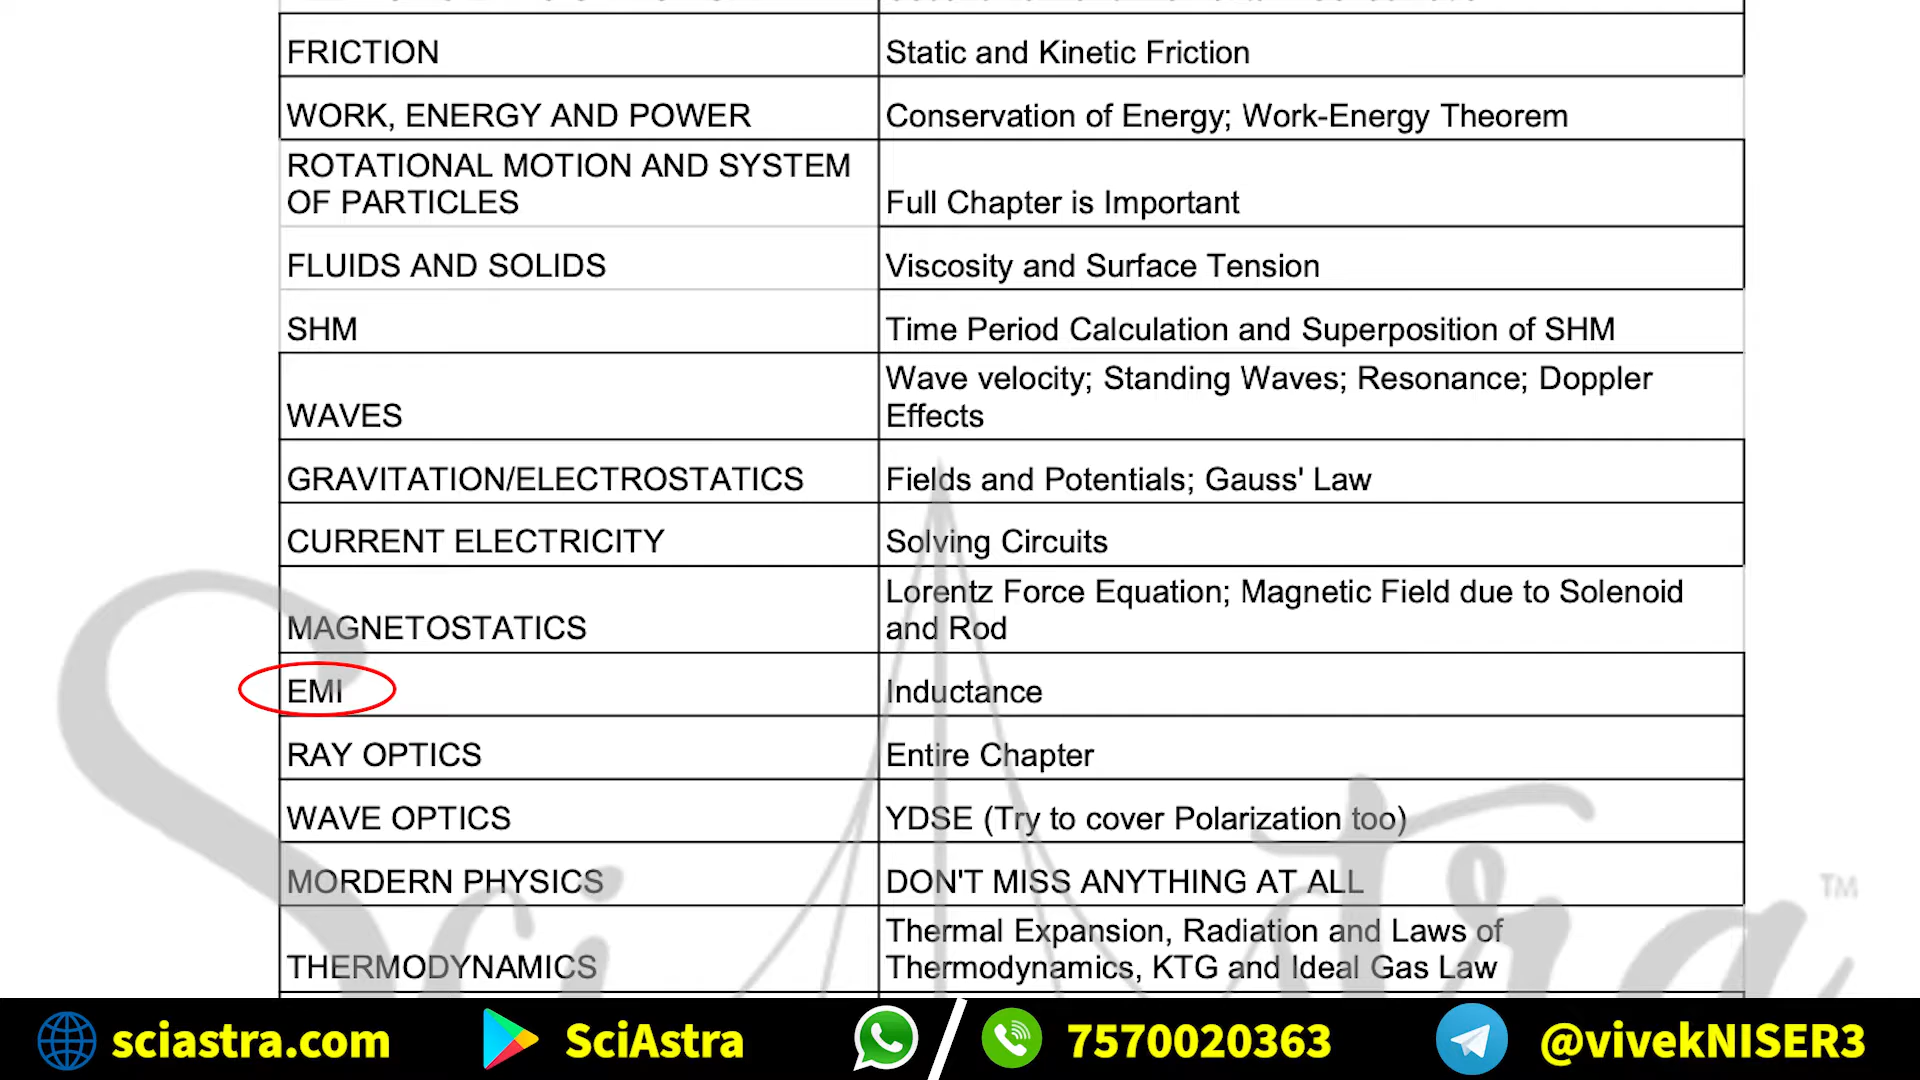 FRICTION
Static and Kinetic Friction
WORK, ENERGY AND POWER
Conservation of Energy; Work-Energy Theorem
ROTATIONAL MOTION AND SYSTEM
OF PARTICLES
Full Chapter is Important
FLUIDS AND SOLIDS
Viscosity and Surface Tension
SHM
Time Period Calculation and Superposition of SHM
WAVES
Wave velocity; Standing Waves; Resonance; Doppler
Effects
GRAVITATION/ELECTROSTATICS
Fields and Potentials; Gauss' Law
CURRENT ELECTRICITY
Solving Circuits
MAGNETOSTATICS
Lorentz Force Equation; Magnetic Field due to Solenoid
and Rod
EMI
Inductance
RAY OPTICS
Entire Chapter
WAVE OPTICS
YDSE (Try to cover Polarization too)
MORDERN PHYSICS
DON'T MISS ANYTHING AT ALL
THERMODYNAMICS
Thermal Expansion, Radiation and Laws of
Thermodynamics, KTG and Ideal Gas Law
Sci Astra
TM
sciastra.com
SciAstra
7570020363
@vivekNISER3